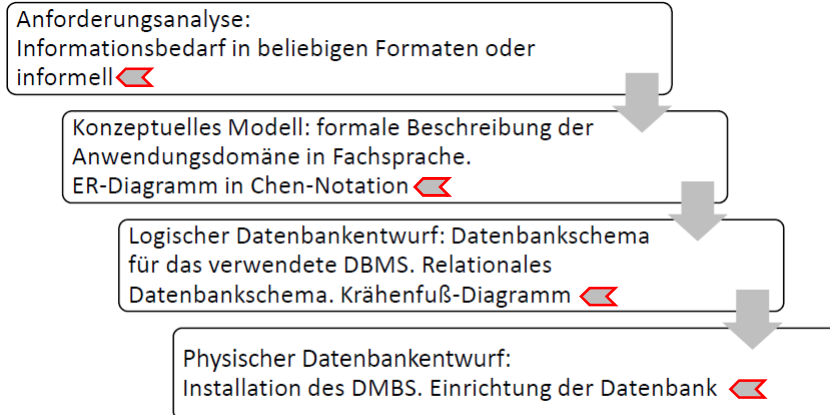 Anforderungsanalyse:
Informationsbedarf in beliebigen Formaten oder
informell
Konzeptuelles Modell: formale Beschreibung der
Anwendungsdomäne in Fachsprache.
ER-Diagramm in Chen-Notation
Logischer Datenbankentwurf: Datenbankschema
für das verwendete DBMS. Relationales
Datenbankschema. Krähenfuß-Diagramm
Physischer Datenbankentwurf:
Installation des DMBS. Einrichtung der Datenbank